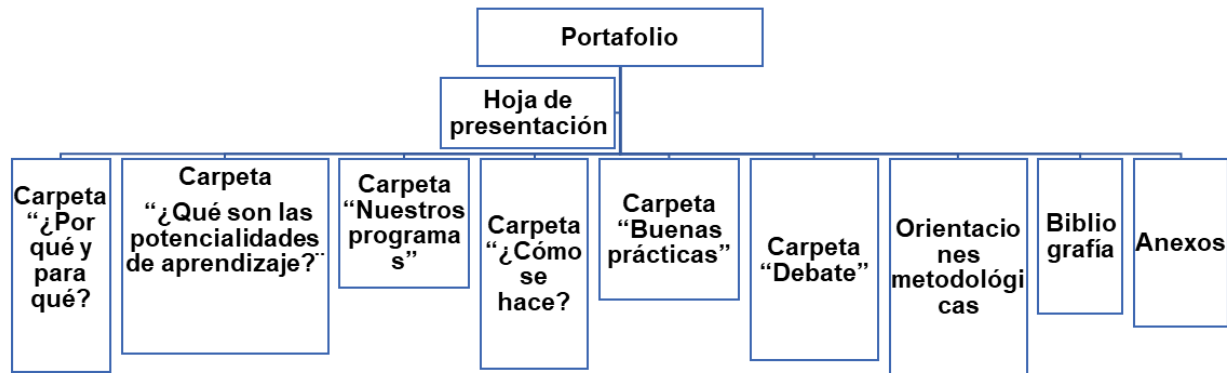 Portafolio
Hoja de
presentación
Carpeta
“¿Por
qué y
para
qué?
Carpeta
“¿Qué son las
potencialidades
de aprendizaje?¨
Carpeta
“Nuestros
programa
s”
Carpeta
“¿Cómo
se
hace?
Carpeta
“Buenas
prácticas”
Carpeta
“Debate”
Orientacio
nes
metodológi
cas
Biblio
grafía
Anexos